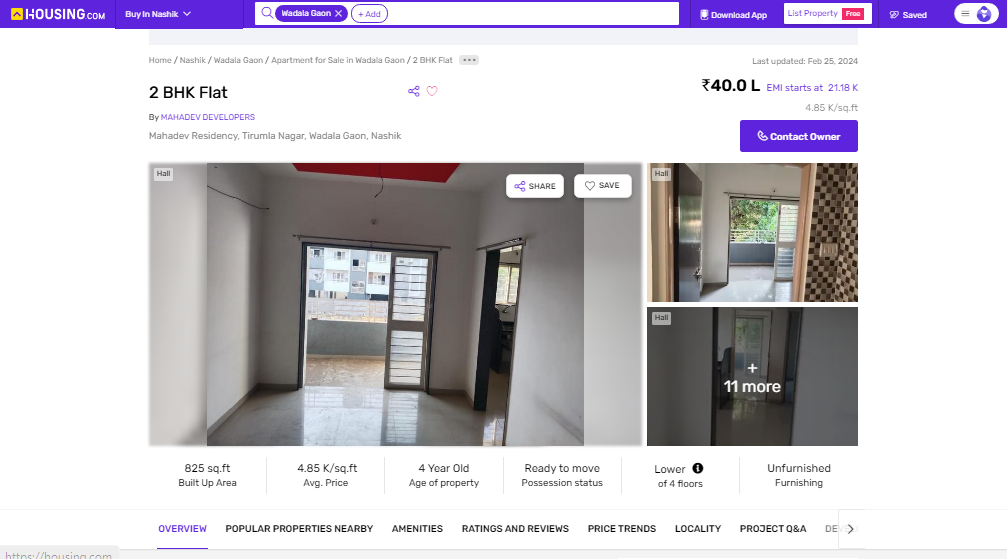 HOUSING.COM
Buy In Nashik
Wadala Gaon
+ Add
Download App
List Property Free
Saved
Home / Nashik / Wadala Gaon / Apartment for Sale in Wadala Gaon / 2 BHK Flat
Last updated: Feb 25, 2024
2 BHK Flat
₹40.0 L EMI starts at 21.18 K
4.85 K/sq.ft
By MAHADEV DEVELOPERS
Contact Owner
Mahadev Residency, Tirumla Nagar, Wadala Gaon, Nashik
Hall
SHARE
SAVE
Hall
Hall
+
11 more
825 sq.ft
Built Up Area
4.85 K/sq.ft
Avg. Price
4 Year Old
Age of property
Ready to move
Possession status
Lower
of 4 floors
Unfurnished
Furnishing
OVERVIEW
POPULAR PROPERTIES NEARBY
AMENITIES
RATINGS AND REVIEWS
PRICE TRENDS
LOCALITY
PROJECT Q&A
https://housing.com